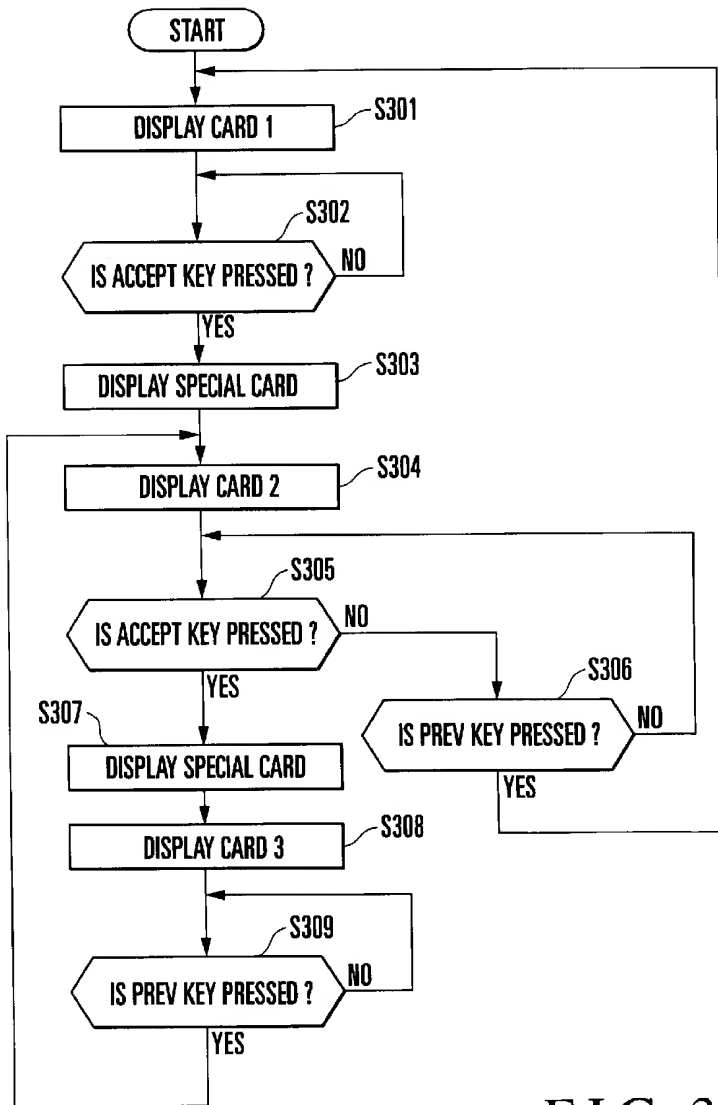 START
DISPLAY CARD 1
S301
S302
IS ACCEPT KEY PRESSED ?
NO
YES
S303
DISPLAY SPECIAL CARD
S304
DISPLAY CARD 2
S305
IS ACCEPT KEY PRESSED ?
NO
YES
S306
IS PREV KEY PRESSED ?
NO
YES
S307
DISPLAY SPECIAL CARD
DISPLAY CARD 3
S308
S309
IS PREV KEY PRESSED ?
NO
YES